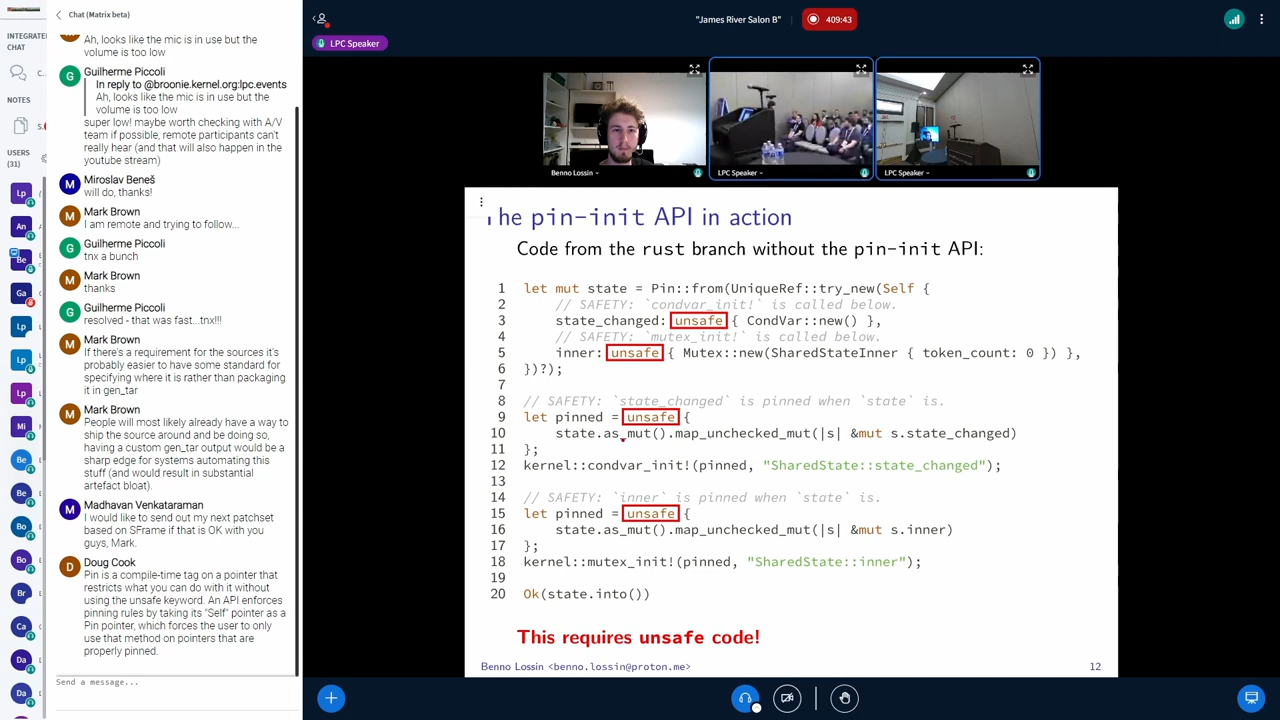 INTEGRATE
CHAT
C.
NOTES
S.
USERS
(31)
Lp
An
Be
Ga
Lp
Lp
Lp
Mi
Be
Be
Bo
Bo
Br
Ca
Da
Da
Chat (Matrix beta)
Ah, looks like the mic is in use but the
volume is too low
G
Guilherme Piccoli
In reply to @broonie.kernel.org:lpc.events
Ah, looks like the mic is in use but the
volume is too low
super low! maybe worth checking with A/V
team if possible, remote participants can't
really hear (and that will also happen in the
youtube stream)
M
Miroslav Beneš
will do, thanks!
M
Mark Brown
I am remote and trying to follow...
G
Guilherme Piccoli
tnx a bunch
M
Mark Brown
thanks
G
Guilherme Piccoli
resolved - that was fast...tnx!!!
M
Mark Brown
If there's a requirement for the sources it's
probably easier to have some standard for
specifying where it is rather than packaging
it in gen_tar
M
Mark Brown
People will most likely already have a way to
ship the source around and be doing so,
having a custom gen_tar output would be a
sharp edge for systems automating this
stuff (and would result in substantial
artefact bloat).
M
Madhavan Venkataraman
I would like to send out my next patchset
based on SFrame if that is OK with you
guys, Mark.
D
Doug Cook
Pin is a compile-time tag on a pointer that
restricts what you can do with it without
using the unsafe keyword. An API enforces
pinning rules by taking its "Self" pointer as a
Pin pointer, which forces the user to only
use that method on pointers that are
properly pinned.
Send a message...
"James River Salon B"
409:43
LPC Speaker
Benno Lossin
LPC Speaker
LPC Speaker
The pin-init API in action
Code from the rust branch without the pin-init API:
1 let mut state = Pin::from(UniqueRef::try_new(Self {
2 // SAFETY: `condvar_init!` is called below.
3 state_changed: unsafe { CondVar::new() },
4 // SAFETY: `mutex_init!` is called below.
5 inner: unsafe { Mutex::new(SharedStateInner { token_count: 0 }) },
6 })?);
7
8 // SAFETY: `state_changed` is pinned when `state` is.
9 let pinned = unsafe {
10 state.as_mut().map_unchecked_mut(|s| &mut s.state_changed)
11 };
12 kernel::condvar_init!(pinned, "SharedState::state_changed");
13
14 // SAFETY: `inner` is pinned when `state` is.
15 let pinned = unsafe {
16 state.as_mut().map_unchecked_mut(|s| &mut s.inner)
17 };
18 kernel::mutex_init!(pinned, "SharedState::inner");
19
20 Ok(state.into())
This requires unsafe code!
Benno Lossin <benno.lossin@proton.me>
12